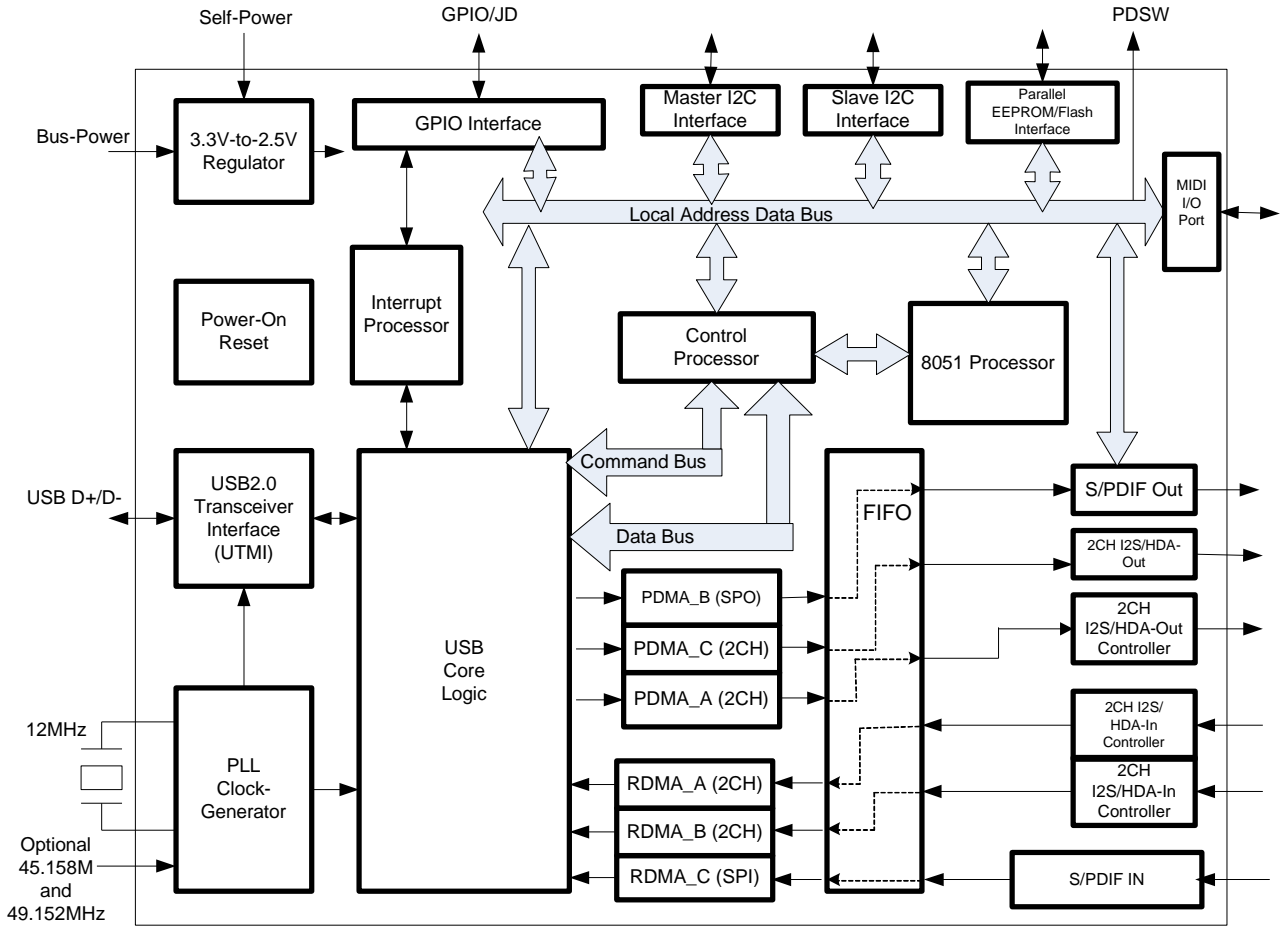 Self-Power
GPIO/JD
PDSW
Bus-Power
3.3V-to-2.5V
Regulator
GPIO Interface
Master I2C
Interface
Slave I2C
Interface
Parallel
EEPROM/Flash
Interface
MIDI
I/O
Port
Local Address Data Bus
Power-On
Reset
Interrupt
Processor
Control
Processor
8051 Processor
USB D+/D-
USB2.0
Transceiver
Interface
(UTMI)
Command Bus
Data Bus
FIFO
S/PDIF Out
2CH I2S/HDA-
Out
2CH
I2S/HDA-Out
Controller
USB
Core
Logic
PDMA_B (SPO)
PDMA_C (2CH)
PDMA_A (2CH)
12MHz
PLL
Clock-
Generator
Optional
45.158M
and
49.152MHz
RDMA_A (2CH)
RDMA_B (2CH)
RDMA_C (SPI)
2CH I2S/
HDA-In
Controller
2CH
I2S/HDA-In
Controller
S/PDIF IN